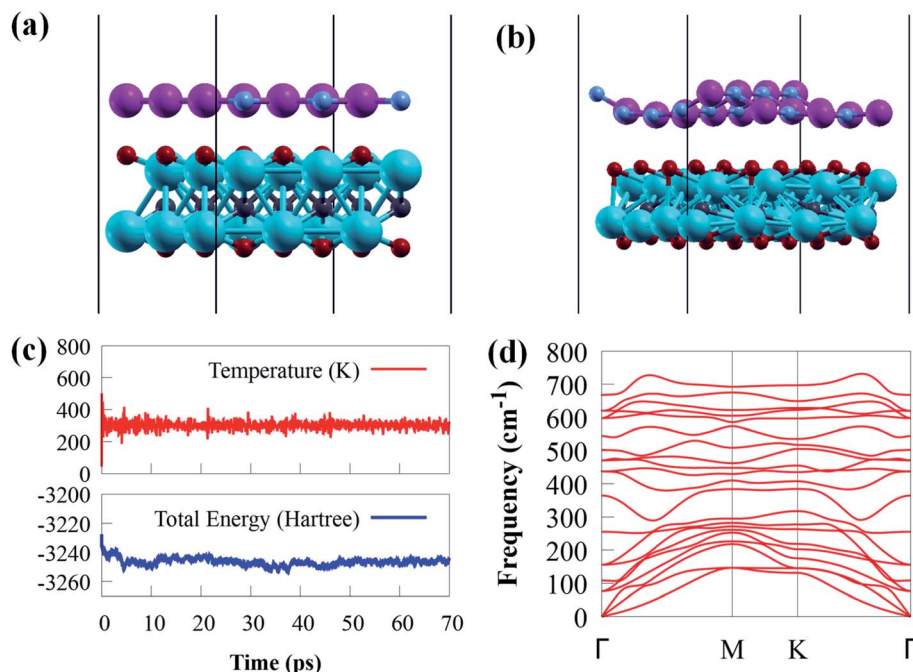 (a)
(b)
(c)
800
600
400
200
0
Temperature (K)
-3200
-3220
-3240
-3260
Total Energy (Hartree)
0 10 20 30 40 50 60 70
Time (ps)
(d)
800
700
600
500
400
300
200
100
0
Frequency (cm-1)
Γ M K Γ